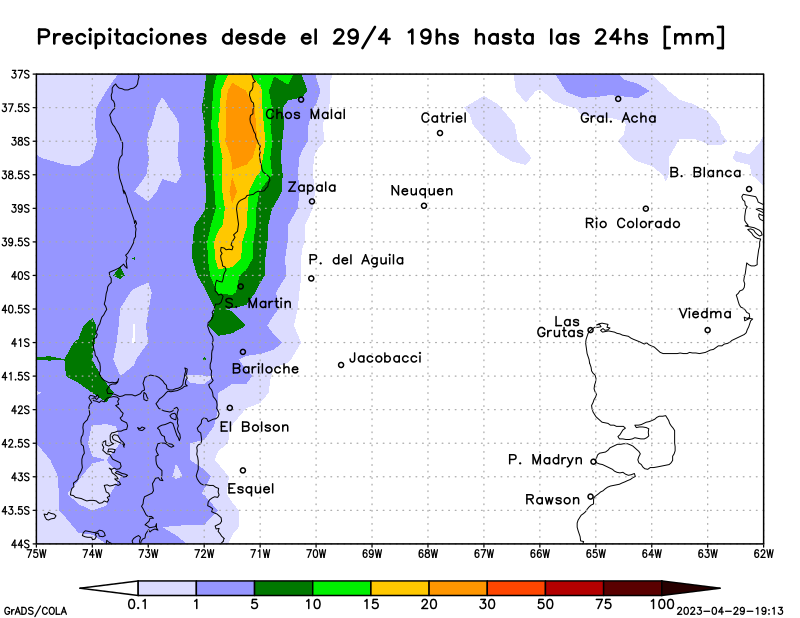 Precipitaciones desde el 29/4 19hs hasta las 24hs [mm]
37S
37.5S
38S
38.5S
39S
39.5S
40S
40.5S
41S
41.5S
42S
42.5S
43S
43.5S
44S
Chos Malal
Catriel
Gral. Acha
B. Blanca
Zapala
Neuquen
Rio Colorado
P. del Aguila
S. Martin
Viedma
Las
Grutas
Bariloche
Jacobacci
El Bolson
P. Madryn
Esquel
Rawson
75W 74W 73W 72W 71W 70W 69W 68W 67W 66W 65W 64W 63W 62W
0.1 1 5 10 15 20 30 50 75 100
GrADS/COLA
2023-04-29-19:13